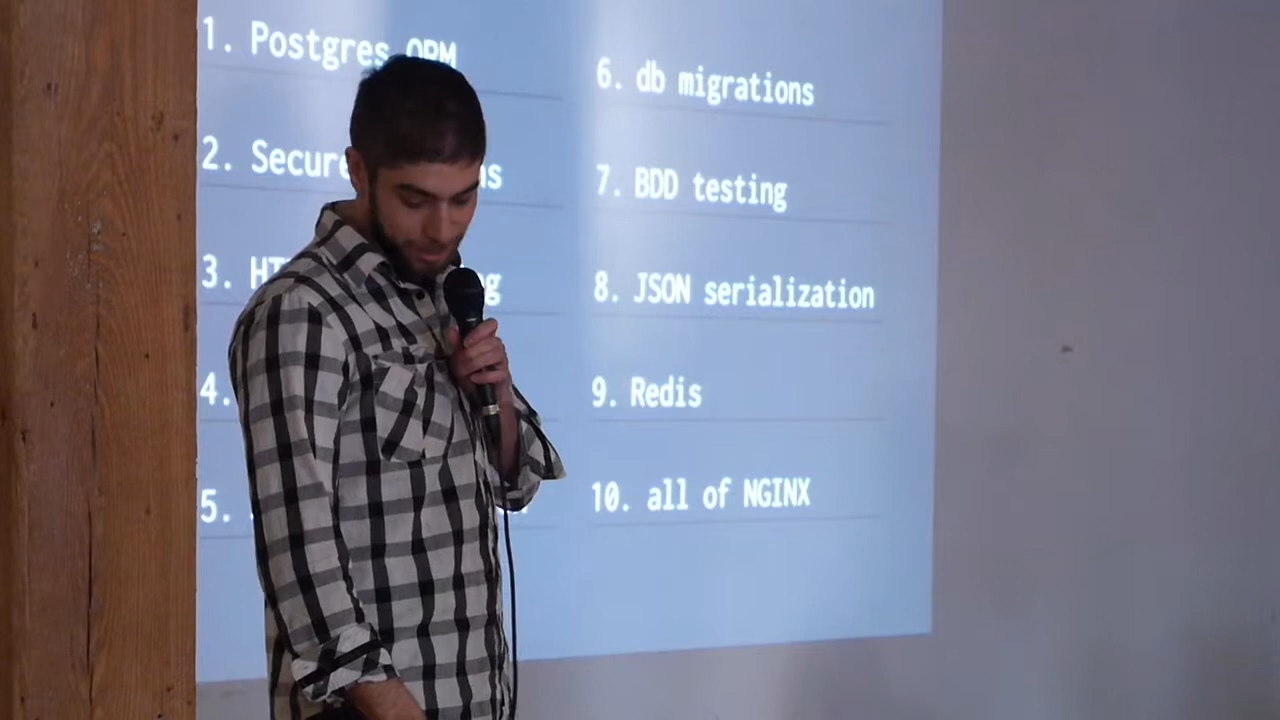 1. Postgres ORM
2. Secure
3.
4.
5.
6. db migrations
7. BDD testing
8. JSON serialization
9. Redis
10. all of NGINX